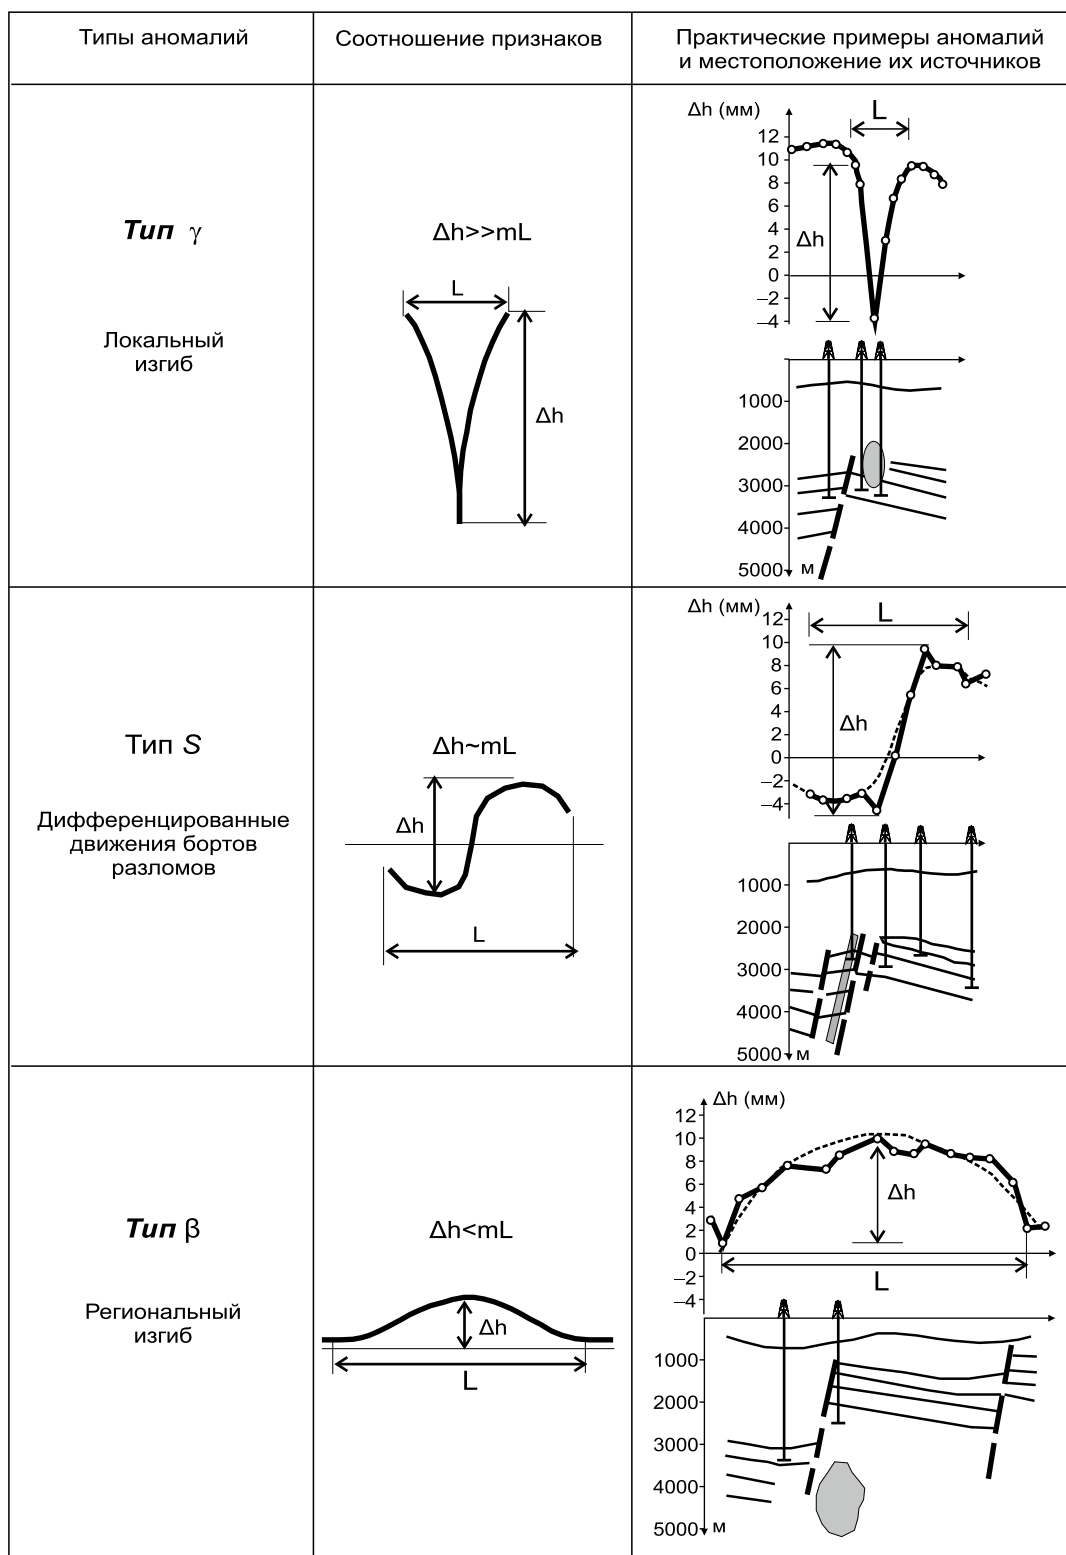 Типы аномалий
Соотношение признаков
Практические примеры аномалий
и местоположение их источников
Тип γ
Локальный
изгиб
Δh>>mL
L
Δh
Δh (мм)
L
12
10
8
6
4
2
0
–2
–4
Δh
1000
2000
3000
4000
5000 м
Тип S
Дифференцированные
движения бортов
разломов
Δh~mL
Δh
L
Δh (мм)
L
12
10
8
6
4
2
0
–2
–4
Δh
1000
2000
3000
4000
5000 м
Тип β
Региональный
изгиб
Δh<mL
Δh
L
Δh (мм)
12
10
8
6
4
2
0
–2
–4
Δh
L
1000
2000
3000
4000
5000 м